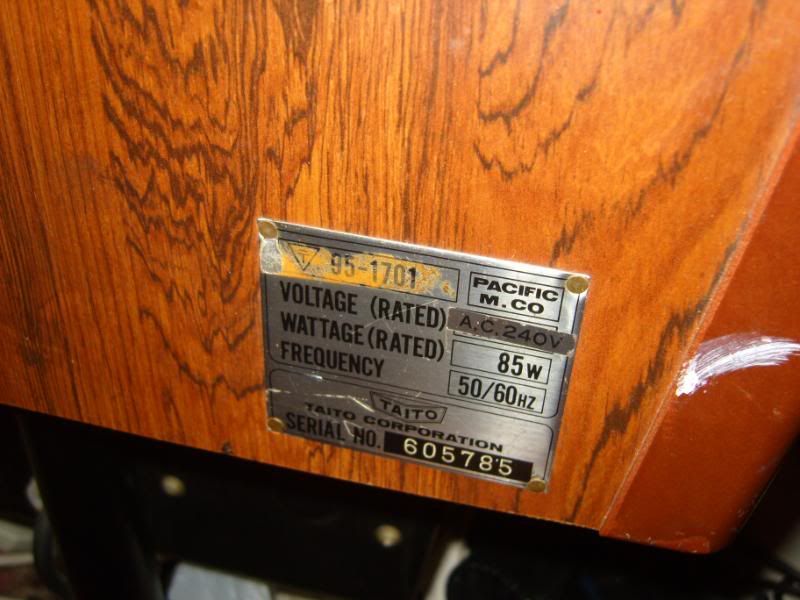 T 95-1701
PACIFIC
M. CO
VOLTAGE (RATED) A.C. 240V
WATTAGE (RATED) 85W
FREQUENCY 50/60HZ
TAITO
TAITO CORPORATION
SERIAL NO. 605785